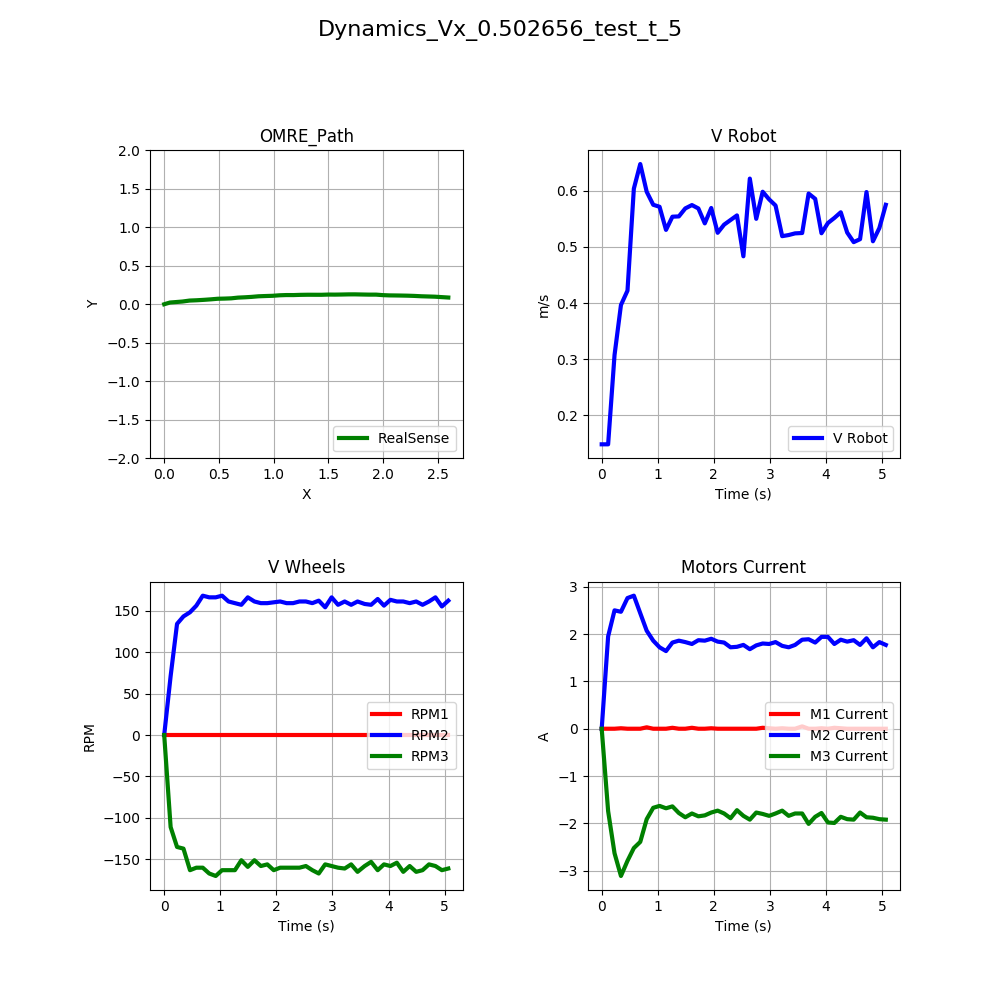 Dynamics_Vx_0.502656_test_t_5
OMRE_Path
2.0
1.5
1.0
0.5
0.0
−0.5
−1.0
−1.5
−2.0
Y
RealSense
0.0 0.5 1.0 1.5 2.0 2.5
X
V Robot
0.6
0.5
0.4
0.3
0.2
m/s
V Robot
0 1 2 3 4 5
Time (s)
V Wheels
150
100
50
0
−50
−100
−150
RPM
RPM1
RPM2
RPM3
0 1 2 3 4 5
Time (s)
Motors Current
3
2
1
0
−1
−2
−3
A
M1 Current
M2 Current
M3 Current
0 1 2 3 4 5
Time (s)